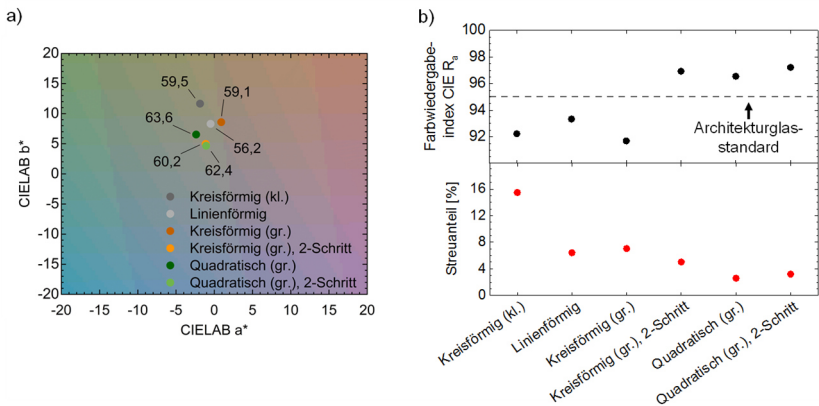 a)
20
15
10
5
0
5
10
15
20
-20
-15
-10
-5
0
5
10
15
20
CIELAB b*
CIELAB a*
59,5
59,1
63,6
56,2
60,2
62,4
Kreisförmig (kl.)
Linienförmig
Kreisförmig (gr.)
Kreisförmig (gr.), 2-Schritt
Quadratisch (gr.)
Quadratisch (gr.), 2-Schritt
b)
Farbwiedergabe-
index CIE Ra
100
98
96
94
92
Architekturglas-
standard
Streuanteil [%]
16
12
8
4
0
Kreisförmig (kl.)
Linienförmig
Kreisförmig (gr.)
Kreisförmig (gr.), 2-Schritt
Quadratisch (gr.)
Quadratisch (gr.), 2-Schritt